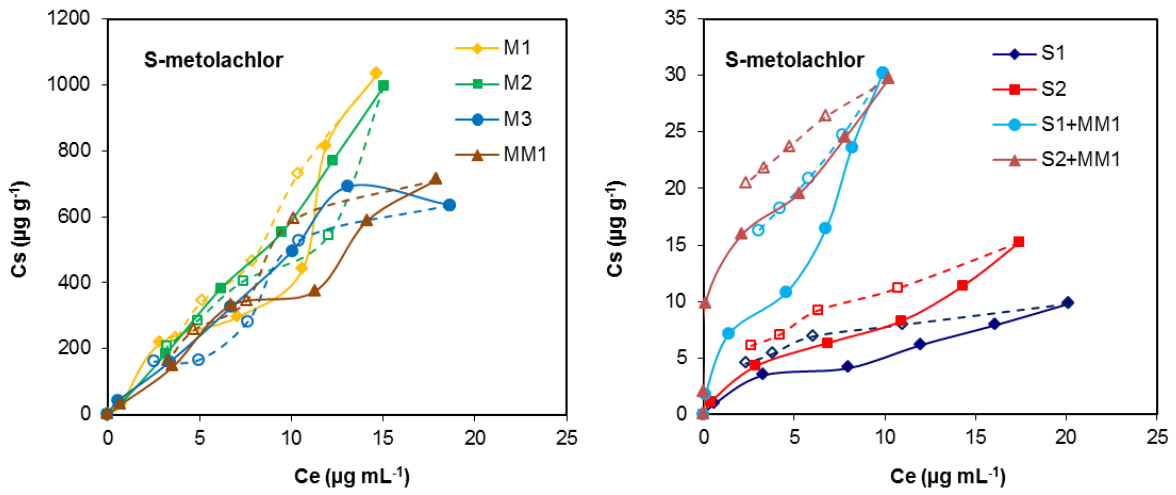 S-metolachlor
Cs (µg g⁻¹)
1200
1000
800
600
400
200
0
0 5 10 15 20 25
Ce (µg mL⁻¹)
M1
M2
M3
MM1
S-metolachlor
Cs (µg g⁻¹)
35
30
25
20
15
10
5
0
0 5 10 15 20 25
Ce (µg mL⁻¹)
S1
S2
S1+MM1
S2+MM1